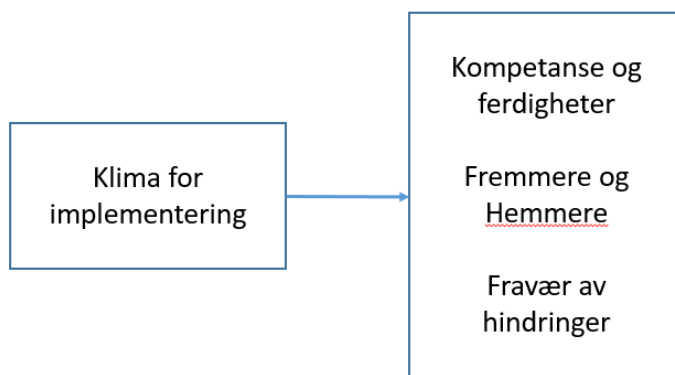 Klima for
implementering
Kompetanse og
ferdigheter
Fremmere og
Hemmere
Fravær av
hindringer